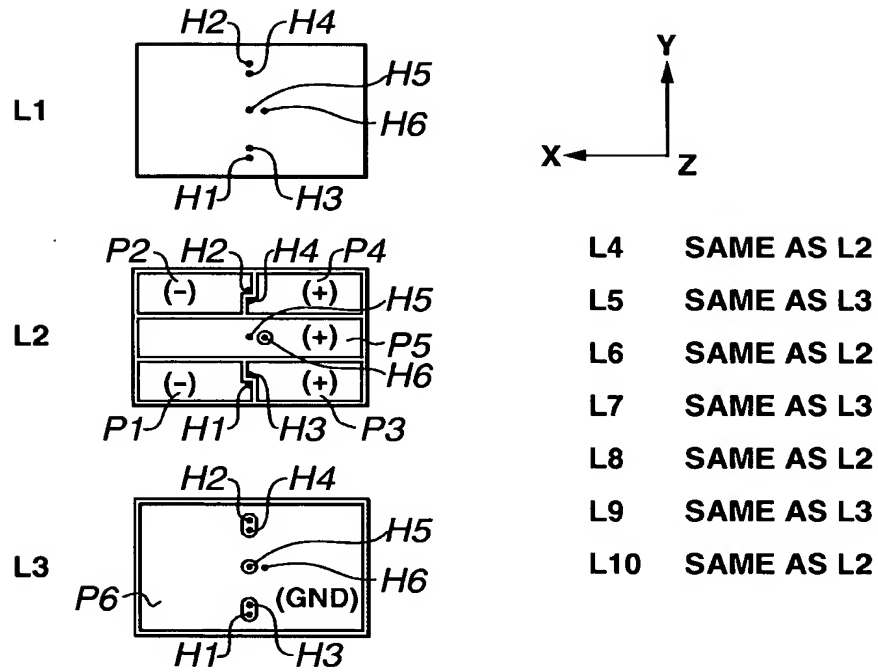 H2 H4
L1
H5
H6
H1 H3
Y
X
Z
P2 H2 H4 P4
(-) (+)
H5
L2
(+) P5
H6
(-) (+)
P1 H1 H3 P3
H2 H4
H5
L3
H6
P6
(GND)
H1 H3
L4 SAME AS L2
L5 SAME AS L3
L6 SAME AS L2
L7 SAME AS L3
L8 SAME AS L2
L9 SAME AS L3
L10 SAME AS L2